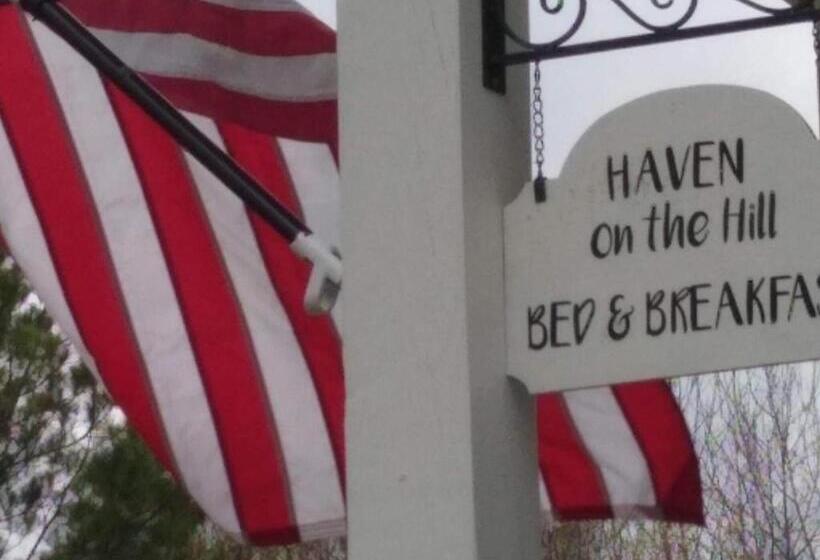 HAVEN
on the Hill
BED & BREAKFAS